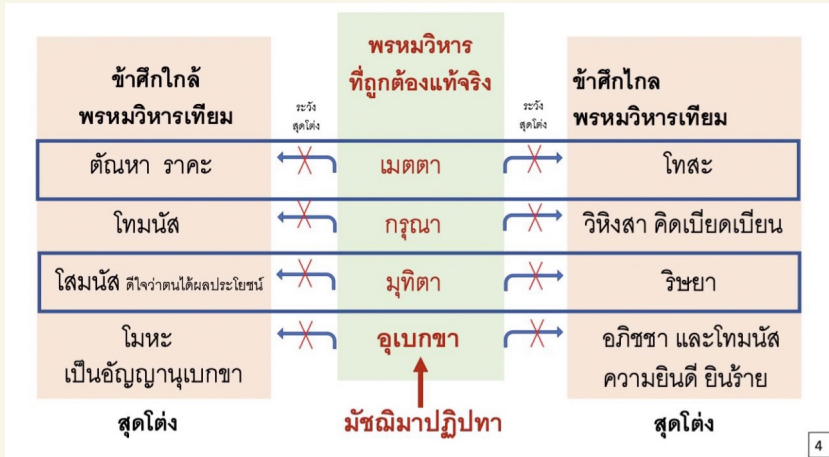 พรหมวิหาร
ที่ถูกต้องแท้จริง
ข้าศึกใกล้
พรหมวิหารเทียม
ระวัง
สุดโต่ง
ระวัง
สุดโต่ง
ข้าศึกไกล
พรหมวิหารเทียม
ตัณหา ราคะ
เมตตา
โทสะ
โทมนัส
กรุณา
วิหิงสา คิดเบียดเบียน
โสมนัส ดีใจว่าตนได้ผลประโยชน์
มุทิตา
ริษยา
โมหะ
เป็นอัญญานุเบกขา
อุเบกขา
อภิชชา และโทมนัส
ความยินดี ยินร้าย
สุดโต่ง
มัชฌิมาปฏิปทา
สุดโต่ง
4